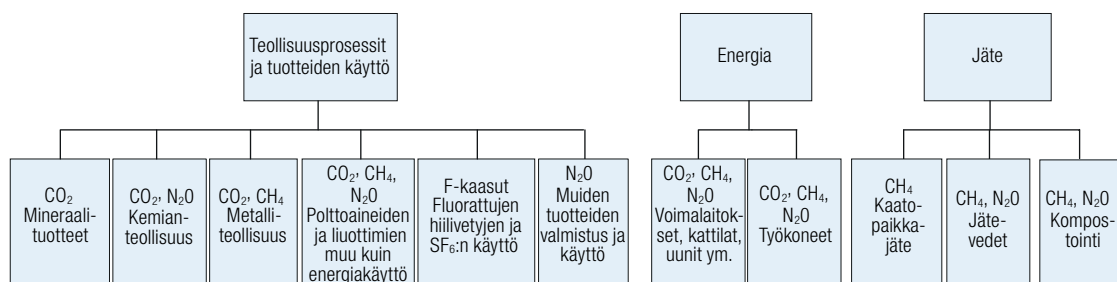 Teollisuusprosessit
ja tuotteiden käyttö
Energia
Jäte
CO₂
Mineraali-
tuotteet
CO₂, N₂O
Kemian-
teollisuus
CO₂, CH₄
Metalli-
teollisuus
CO₂, CH₄,
N₂O
Polttoaineiden
ja liuottimien
muu kuin
energiakäyttö
F-kaasut
Fluorattujen
hiilivetyjen ja
SF₆:n käyttö
N₂O
Muiden
tuotteiden
valmistus ja
käyttö
CO₂, CH₄,
N₂O
Voimalaitok-
set, kattilat,
uunit ym.
CO₂, CH₄,
N₂O
Työkoneet
CH₄
Kaato-
paikka-
jäte
CH₄, N₂O
Jäte-
vedet
CH₄, N₂O
Kompos-
tointi